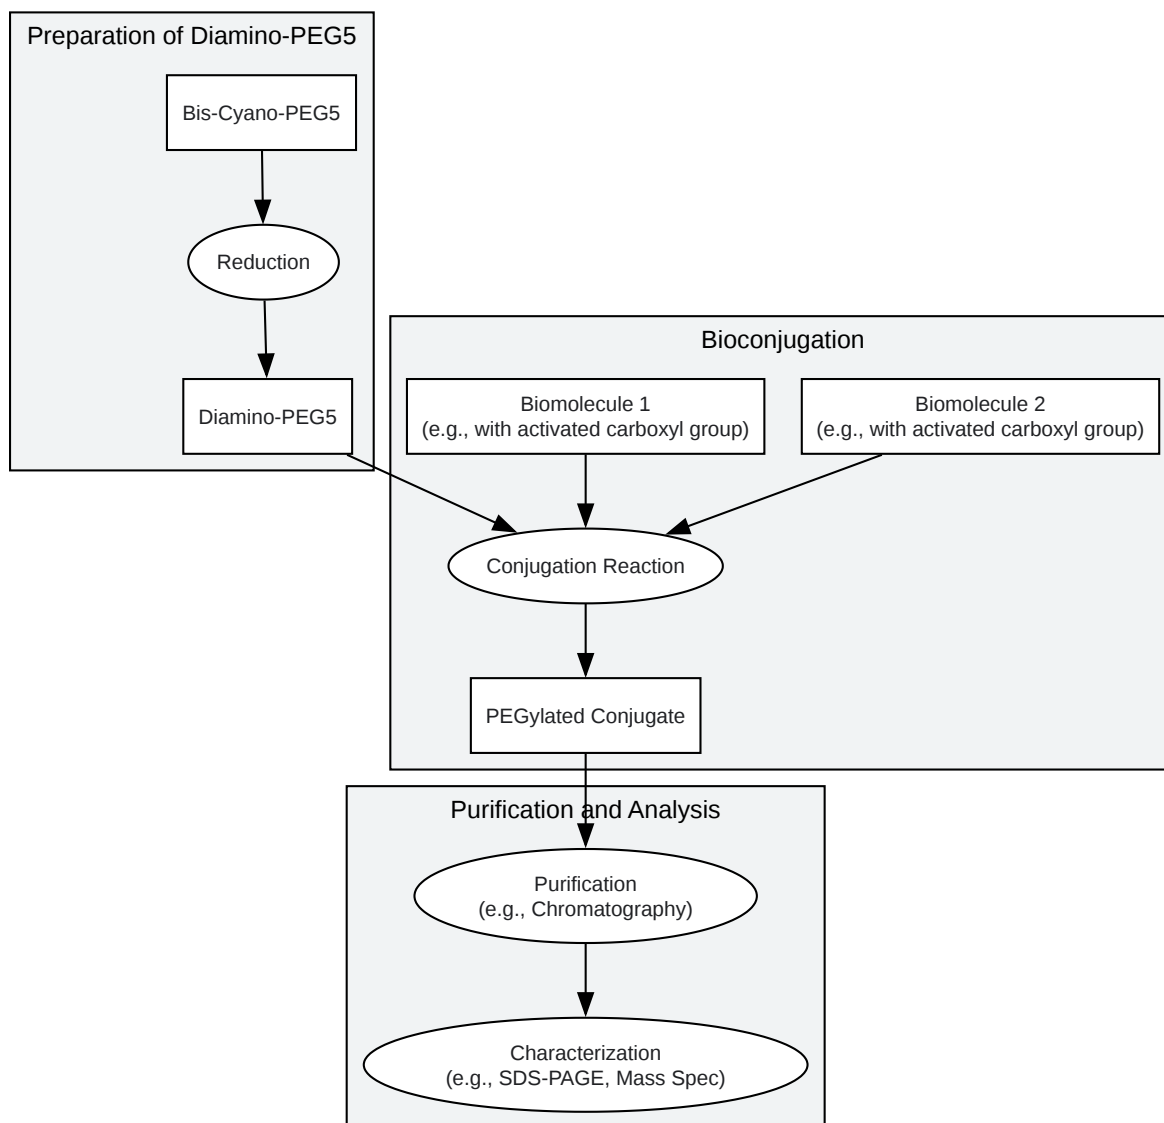 Preparation of Diamino-PEG5
Bis-Cyano-PEG5
Reduction
Diamino-PEG5
Bioconjugation
Biomolecule 1
(e.g., with activated carboxyl group)
Biomolecule 2
(e.g., with activated carboxyl group)
Conjugation Reaction
PEGylated Conjugate
Purification and Analysis
Purification
(e.g., Chromatography)
Characterization
(e.g., SDS-PAGE, Mass Spec)